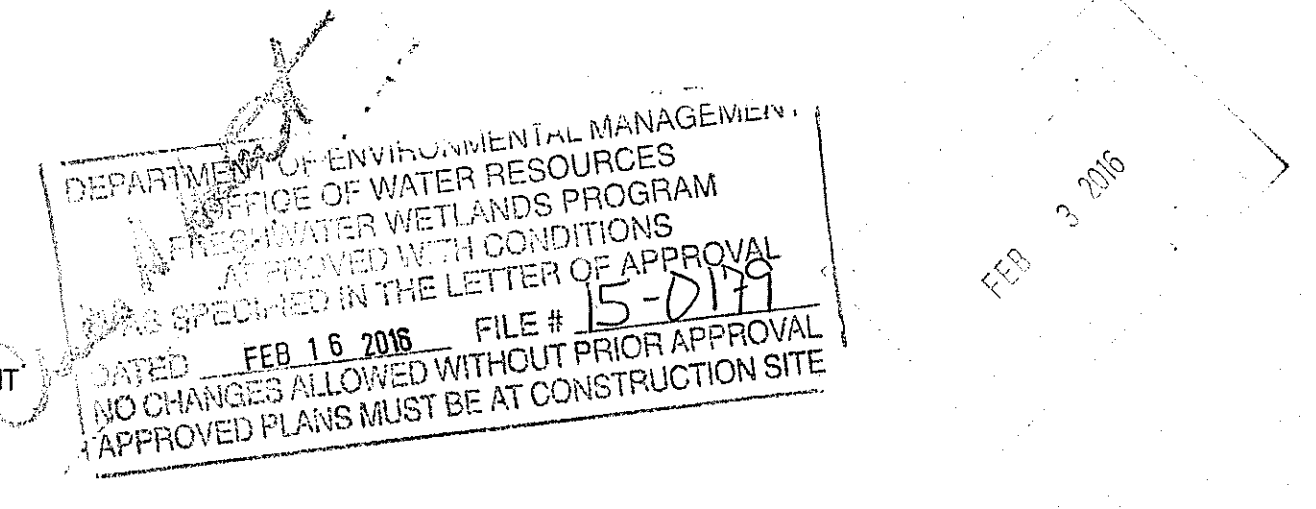 DEPARTMENT OF ENVIRONMENTAL MANAGEMENT
OFFICE OF WATER RESOURCES
FRESHWATER WETLANDS PROGRAM
APPROVED WITH CONDITIONS
AS SPECIFIED IN THE LETTER OF APPROVAL
DATED FEB 16 2016 FILE # 15-0179
NO CHANGES ALLOWED WITHOUT PRIOR APPROVAL
APPROVED PLANS MUST BE AT CONSTRUCTION SITE
FEB 3 2016